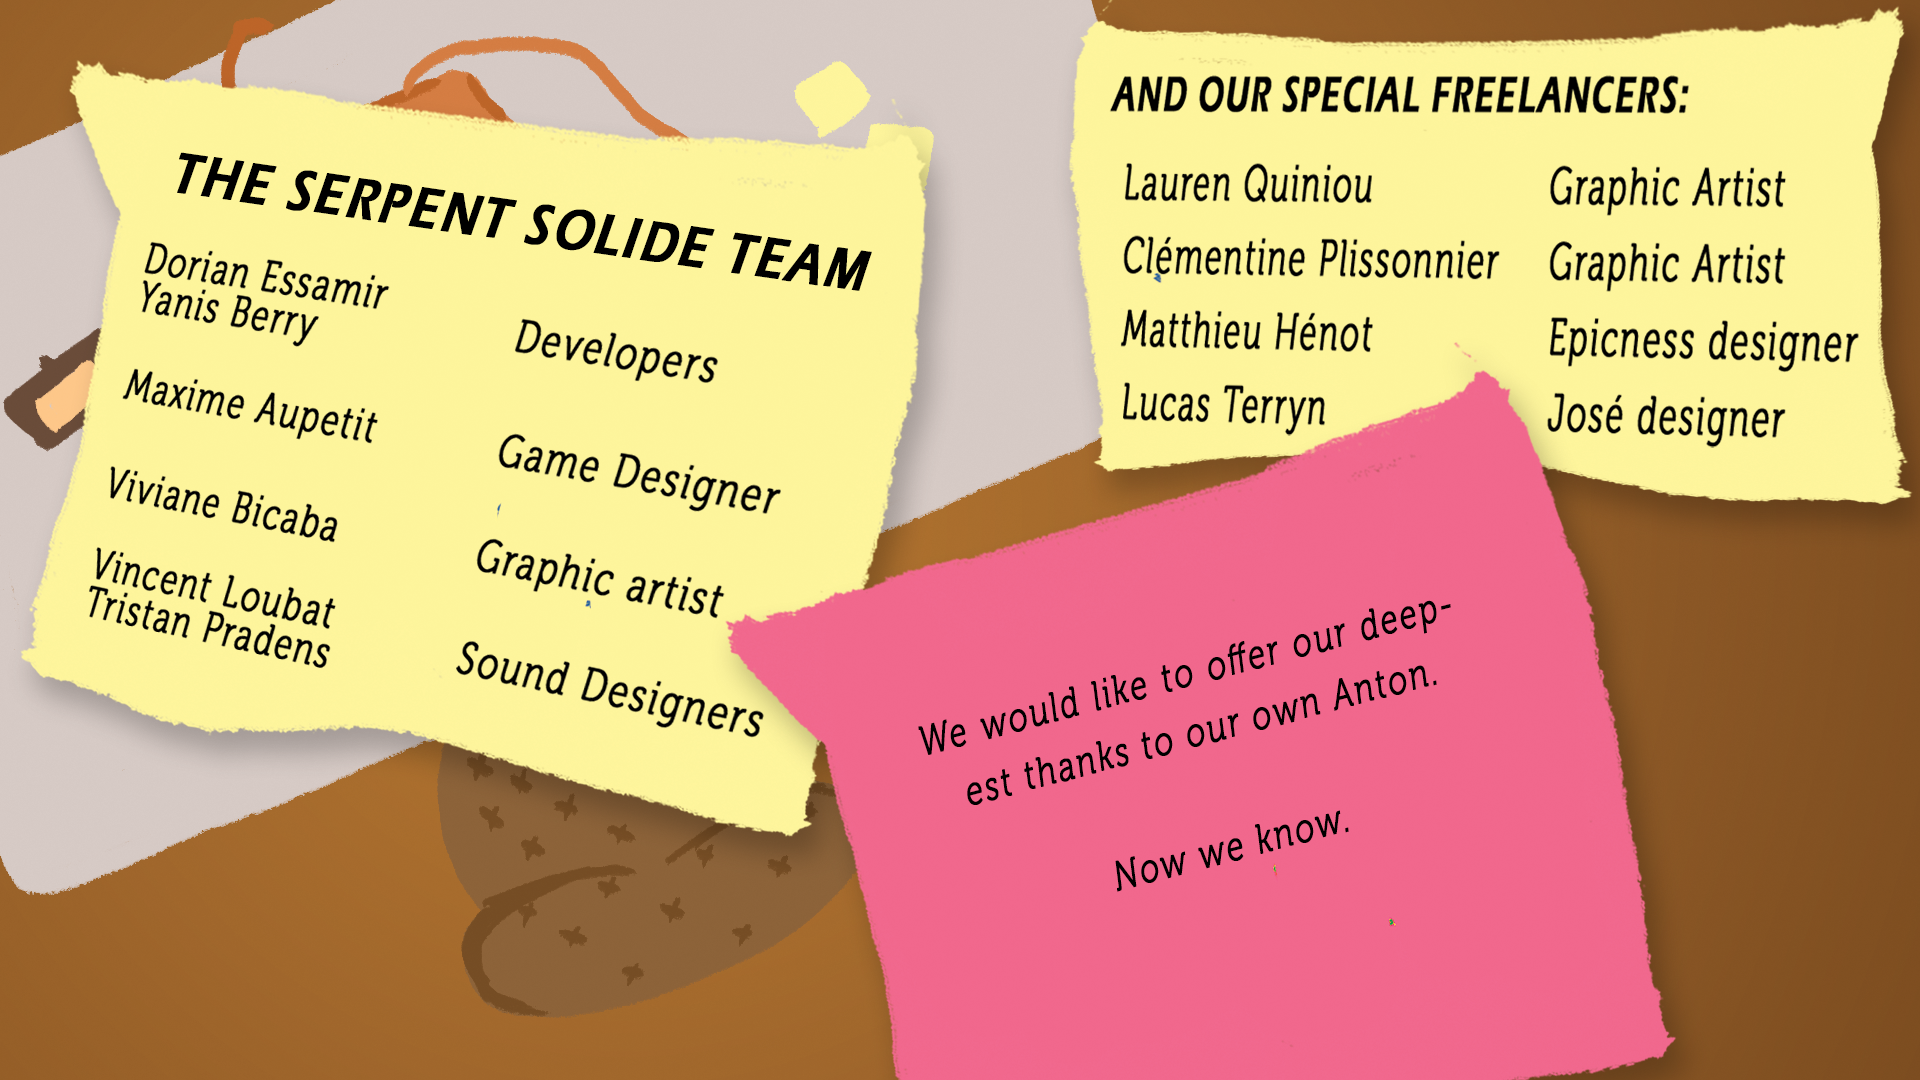 THE SERPENT SOLIDE TEAM
Dorian Essamir
Yanis Berry
Developers
Maxime Aupetit
Game Designer
Viviane Bicaba
Graphic artist
Vincent Loubat
Tristan Pradens
Sound Designers
AND OUR SPECIAL FREELANCERS:
Lauren Quiniou Graphic Artist
Clémentine Plissonnier Graphic Artist
Matthieu Hénot Epicness designer
Lucas Terryn José designer
We would like to offer our deep-
est thanks to our own Anton.
Now we know.